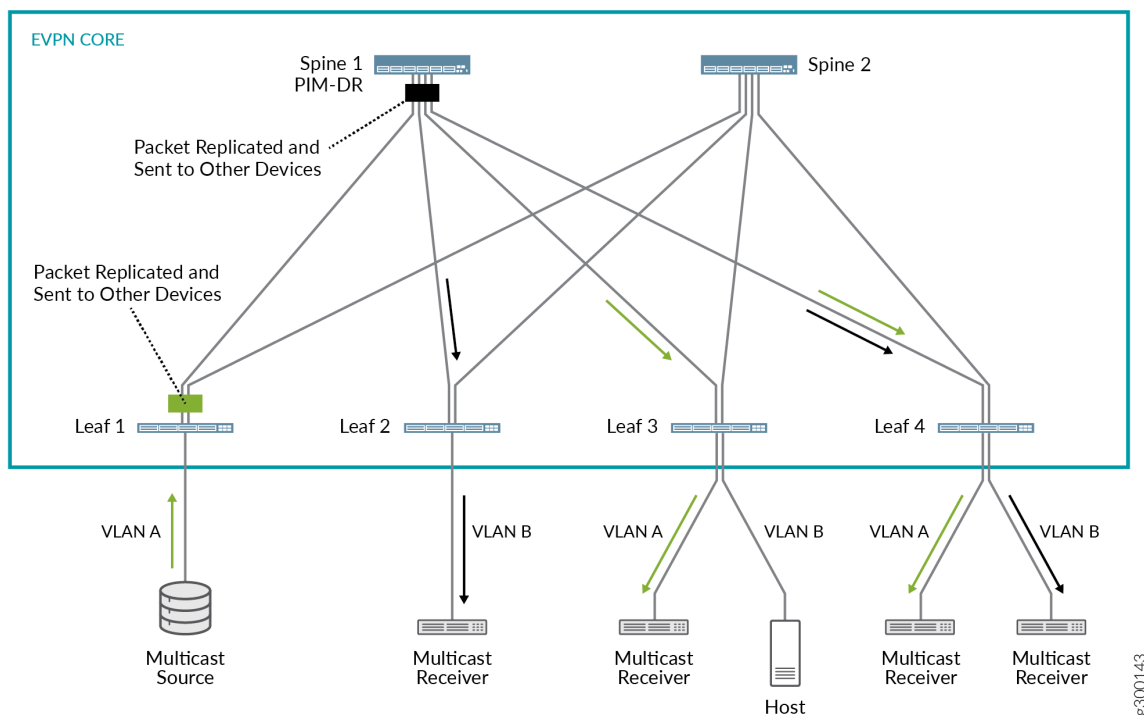 EVPN CORE
Spine 1
PIM-DR
Spine 2
Packet Replicated and
Sent to Other Devices
Packet Replicated and
Sent to Other Devices
Leaf 1
Leaf 2
Leaf 3
Leaf 4
VLAN A
VLAN B
VLAN A
VLAN B
VLAN A
VLAN B
Multicast
Source
Multicast
Receiver
Multicast
Receiver
Host
Multicast
Receiver
Multicast
Receiver
g300143